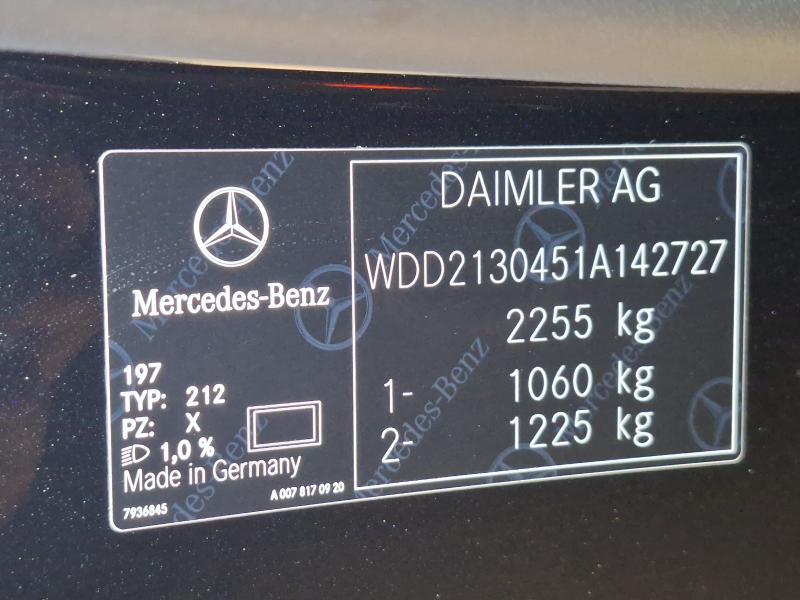 Mercedes-Benz
197
TYP: 212
PZ: X
1,0 %
Made in Germany
7936845
A 007 817 09 20
DAIMLER AG
WDD2130451A142727
2255 kg
1- 1060 kg
2- 1225 kg